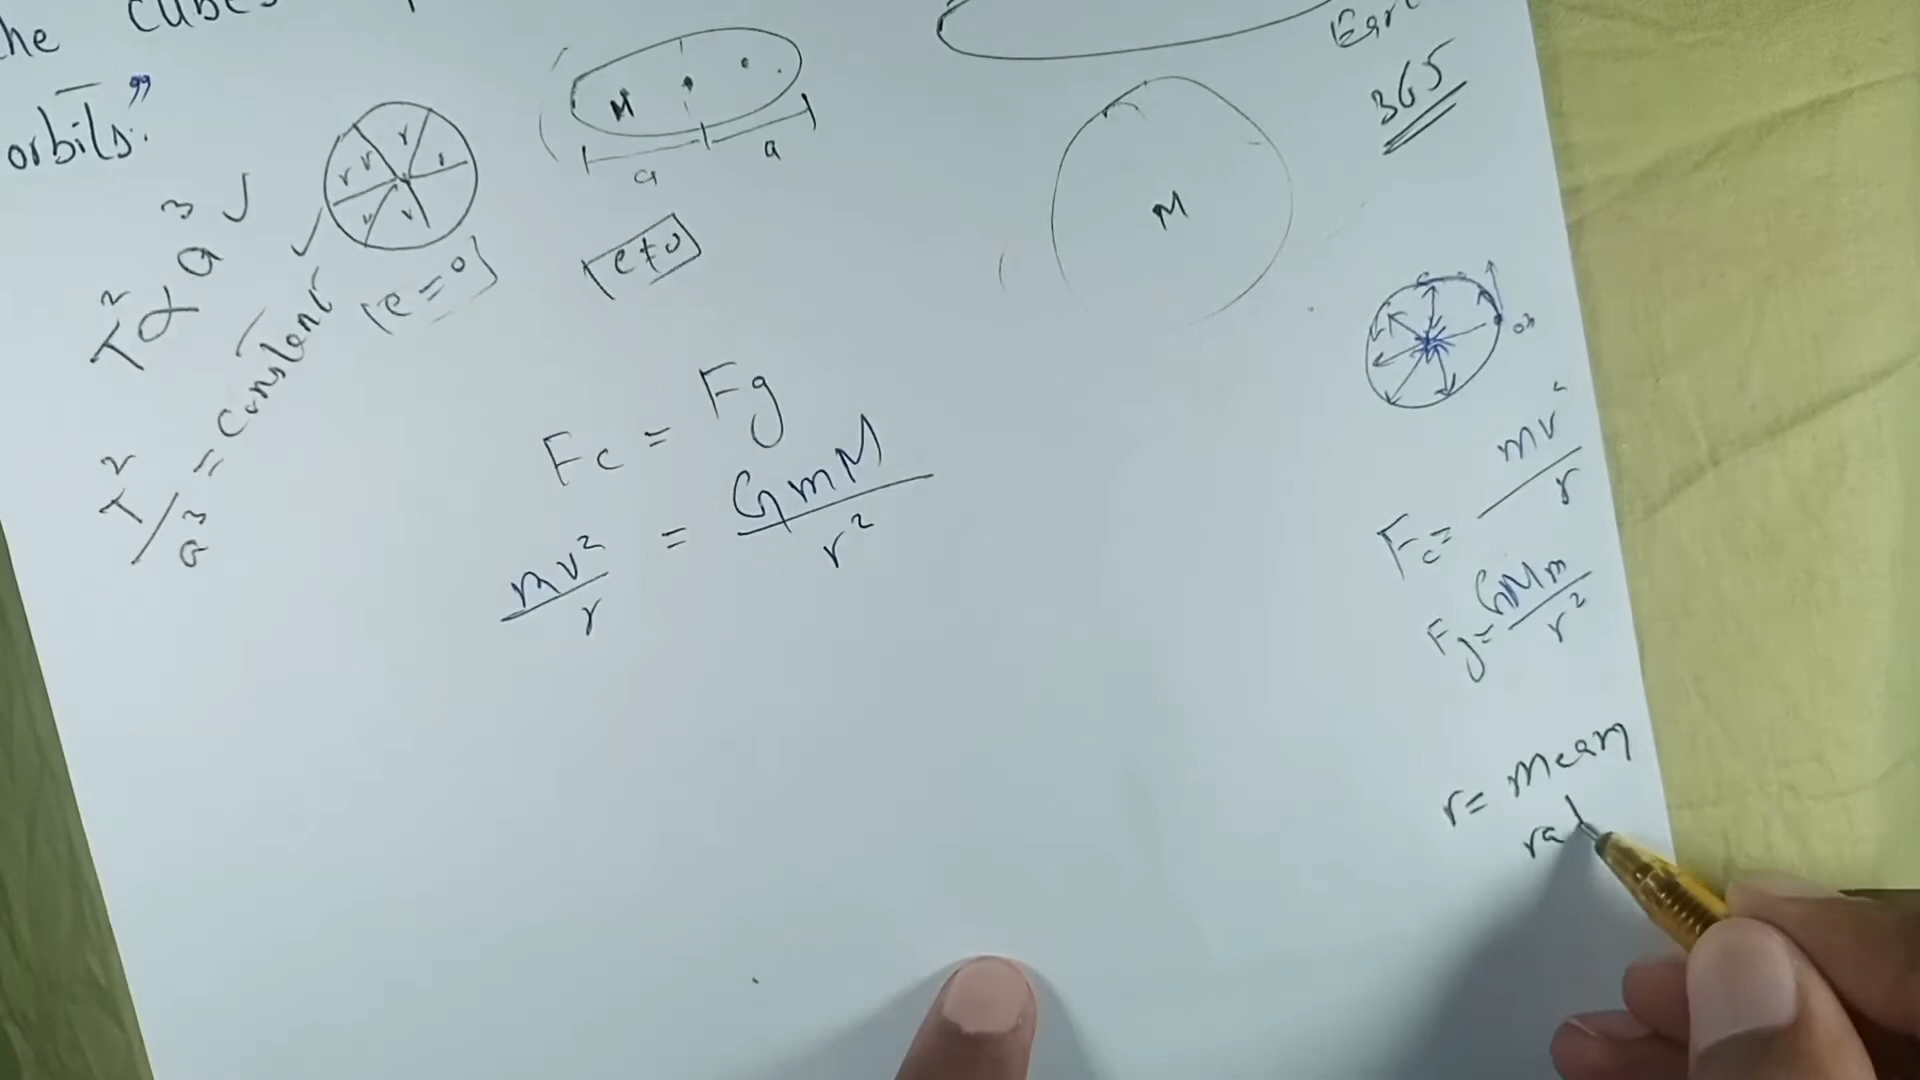 the cubes
orbits."
Ear
365
r r r r r r
M
a a
M
T² ∝ a³ ✓
[e = 0]
[e ≠ 0]
T²/a³ = Constant ✓
Fc = Fg
mv²/r = GmM/r²
Fc = mv²/r
Fg = GMm/r²
r = mean
ra